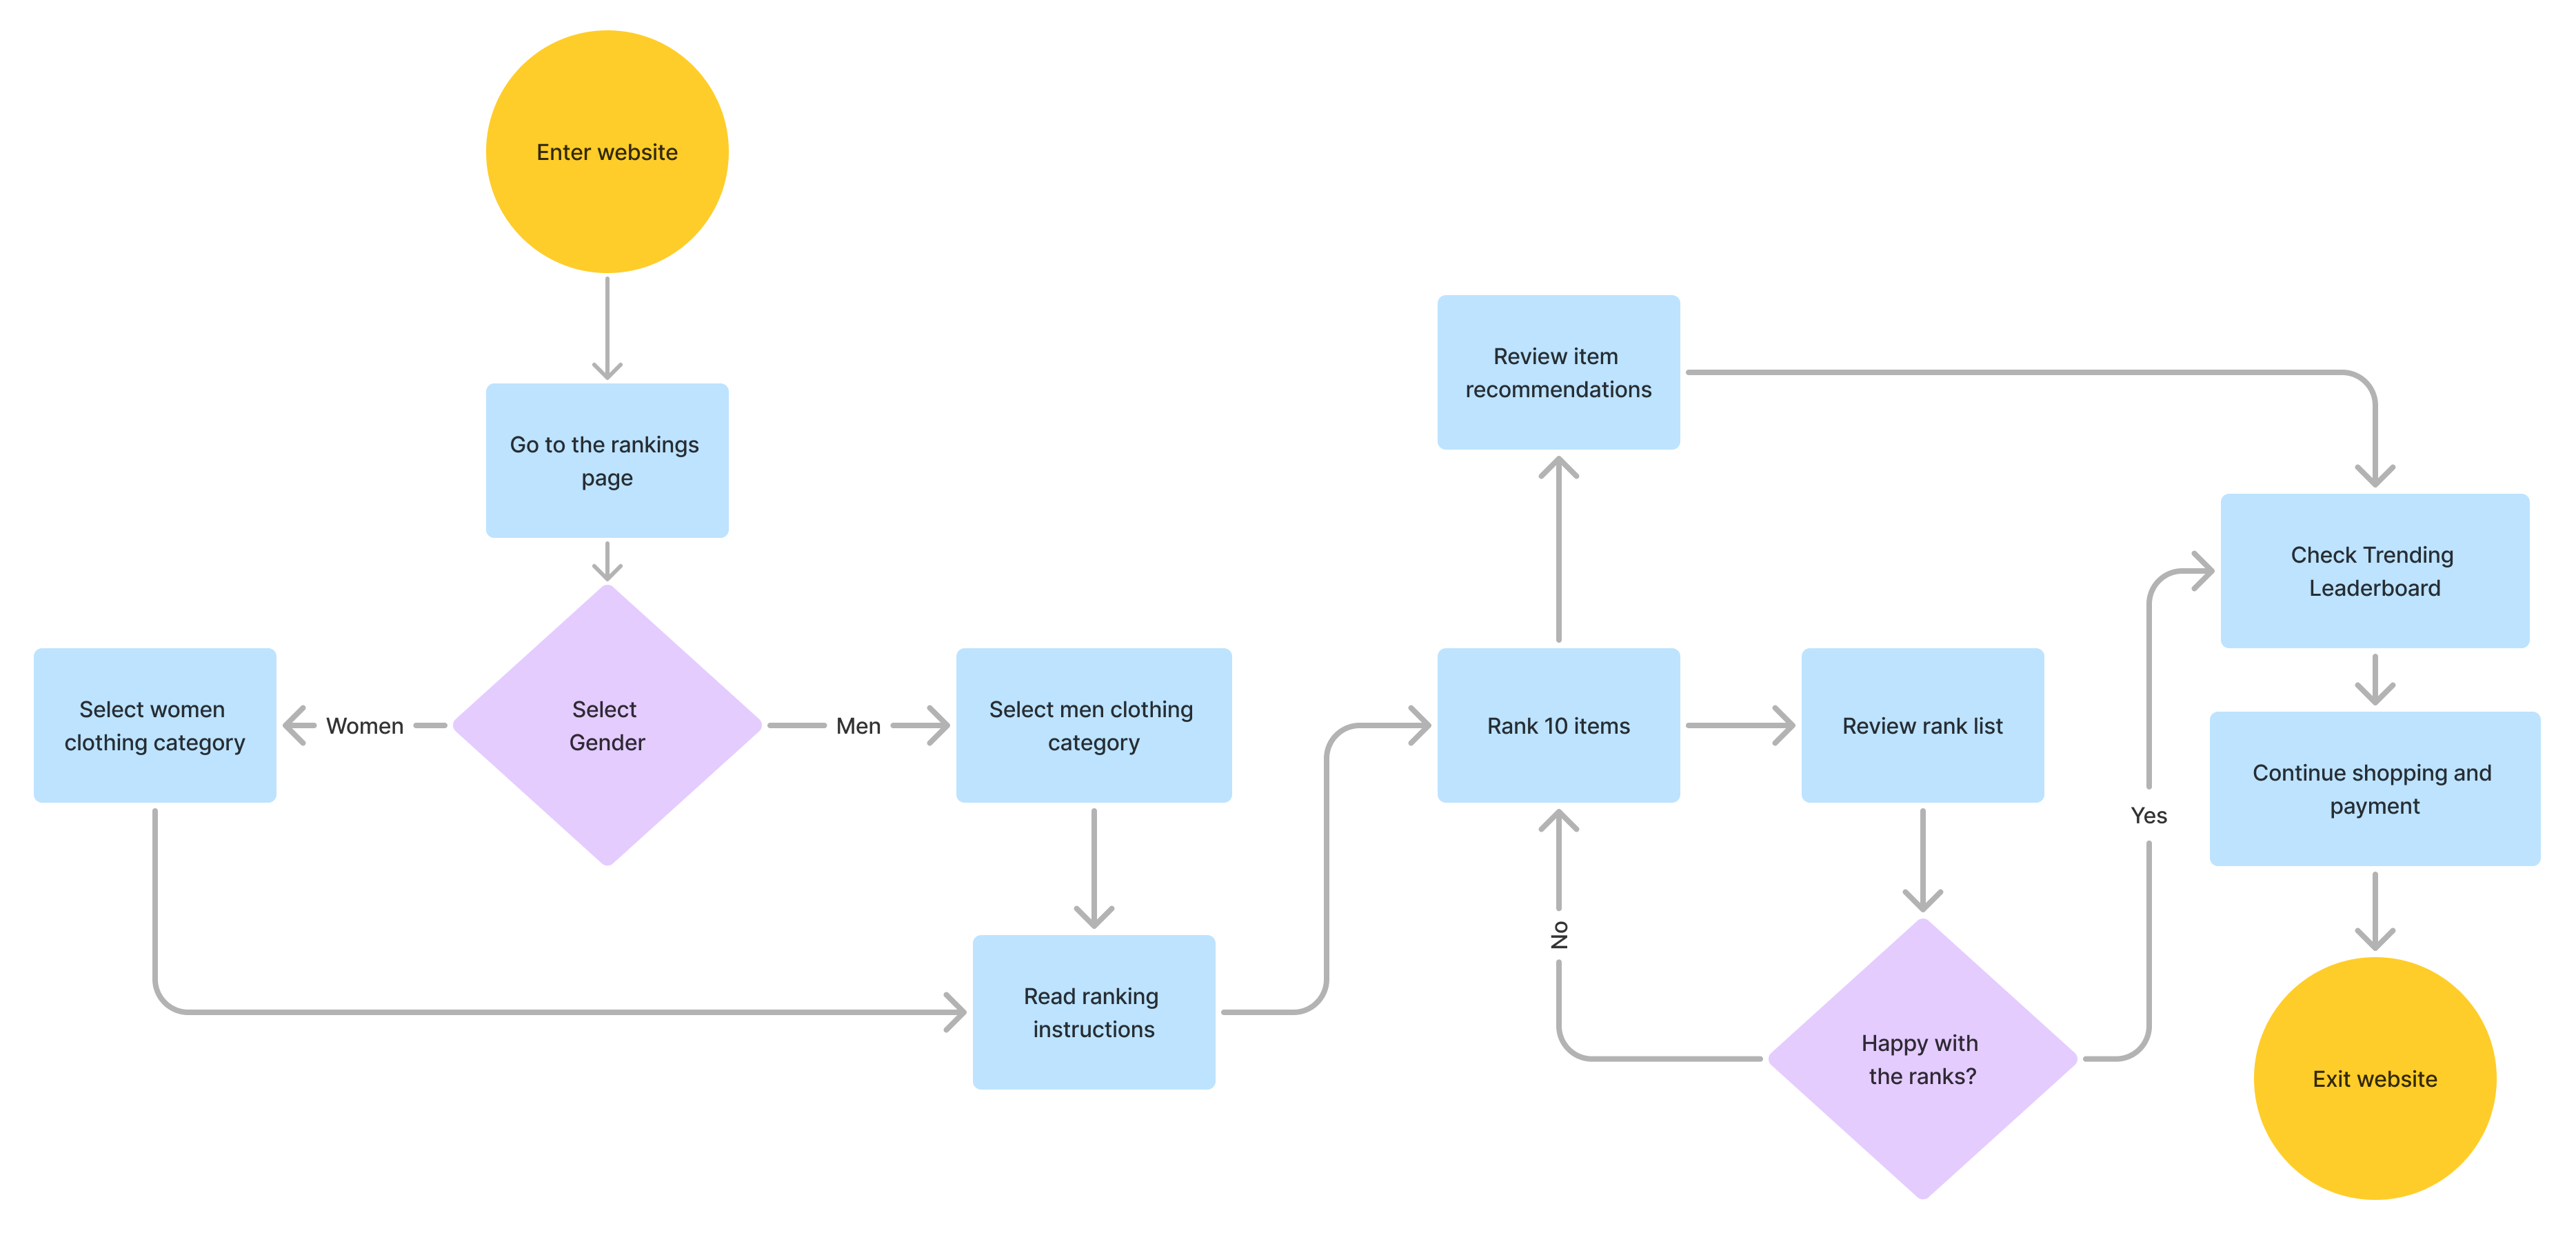 Enter website
Go to the rankings
page
Select
Gender
Women
Select women
clothing category
Men
Select men clothing
category
Read ranking
instructions
Rank 10 items
Review item
recommendations
Review rank list
Happy with
the ranks?
No
Yes
Check Trending
Leaderboard
Continue shopping and
payment
Exit website